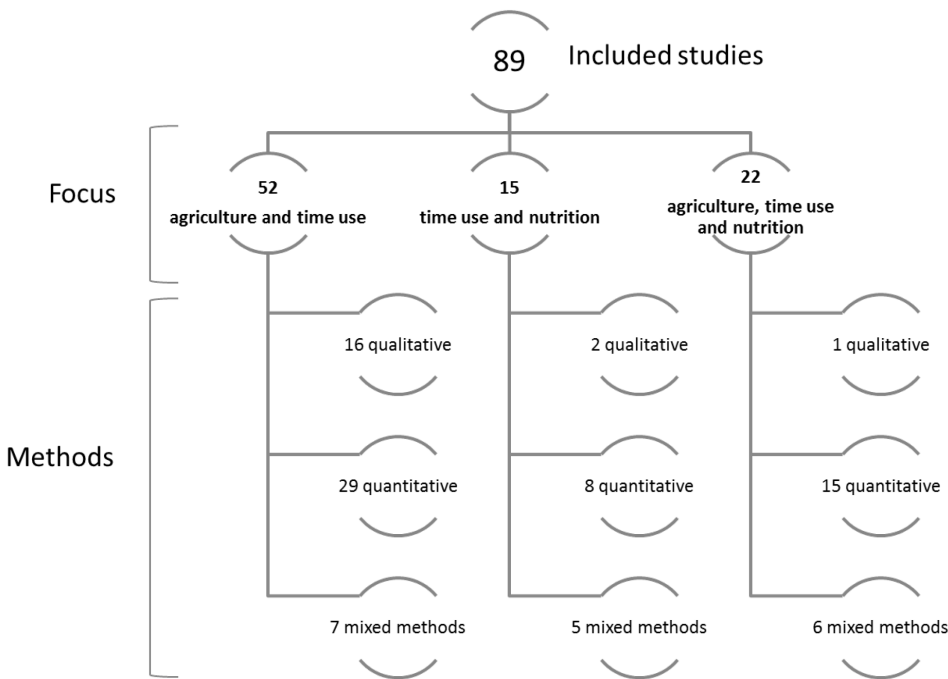 89
Included studies
Focus
52
agriculture and time use
15
time use and nutrition
22
agriculture, time use
and nutrition
Methods
16 qualitative
2 qualitative
1 qualitative
29 quantitative
8 quantitative
15 quantitative
7 mixed methods
5 mixed methods
6 mixed methods